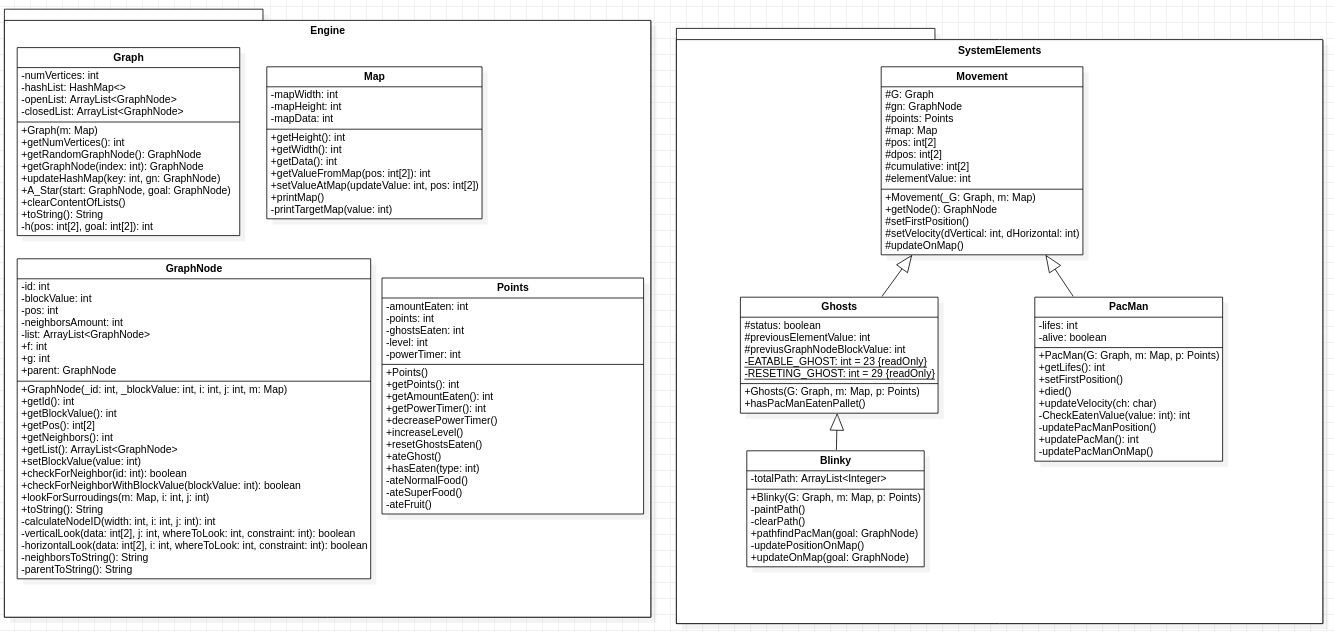 Engine
Graph
-numVertices: int
-hashList: HashMap<>
-openList: ArrayList<GraphNode>
-closedList: ArrayList<GraphNode>
+Graph(m: Map)
+getNumVertices(): int
+getRandomGraphNode(): GraphNode
+getGraphNode(index: int): GraphNode
+updateHashMap(key: int, gn: GraphNode)
+A_Star(start: GraphNode, goal: GraphNode)
+clearContentOfLists()
+toString(): String
-h(pos: int[2], goal: int[2]): int
Map
-mapWidth: int
-mapHeight: int
-mapData: int
+getHeight(): int
+getWidth(): int
+getData(): int
+getValueFromMap(pos: int[2]): int
+setValueAtMap(updateValue: int, pos: int[2])
+printMap()
-printTargetMap(value: int)
GraphNode
-id: int
-blockValue: int
-pos: int
-neighborsAmount: int
-list: ArrayList<GraphNode>
+f: int
+g: int
+parent: GraphNode
+GraphNode(_id: int, _blockValue: int, i: int, j: int, m: Map)
+getId(): int
+getBlockValue(): int
+getPos(): int[2]
+getNeighbors(): int
+getList(): ArrayList<GraphNode>
+setBlockValue(value: int)
+checkForNeighbor(id: int): boolean
+checkForNeighborWithBlockValue(blockValue: int): boolean
+lookForSurroudings(m: Map, i: int, j: int)
+toString(): String
-calculateNodeID(width: int, i: int, j: int): int
-verticalLook(data: int[2], j: int, whereToLook: int, constraint: int): boolean
-horizontalLook(data: int[2], i: int, whereToLook: int, constraint: int): boolean
-neighborsToString(): String
-parentToString(): String
Points
-amountEaten: int
-points: int
-ghostsEaten: int
-level: int
-powerTimer: int
+Points()
+getPoints(): int
+getAmountEaten(): int
+getPowerTimer(): int
+decreasePowerTimer()
+increaseLevel()
+resetGhostsEaten()
+ateGhost()
+hasEaten(type: int)
-ateNormalFood()
-ateSuperFood()
-ateFruit()
SystemElements
Movement
#G: Graph
#gn: GraphNode
#points: Points
#map: Map
#pos: int[2]
#dpos: int[2]
#cumulative: int[2]
#elementValue: int
+Movement(_G: Graph, m: Map)
+getNode(): GraphNode
#setFirstPosition()
#setVelocity(dVertical: int, dHorizontal: int)
#updateOnMap()
Ghosts
#status: boolean
#previousElementValue: int
#previusGraphNodeBlockValue: int
-EATABLE_GHOST: int = 23 {readOnly}
-RESETING_GHOST: int = 29 {readOnly}
+Ghosts(G: Graph, m: Map, p: Points)
+hasPacManEatenPallet()
PacMan
-lifes: int
-alive: boolean
+PacMan(G: Graph, m: Map, p: Points)
+getLifes(): int
+setFirstPosition()
+died()
+updateVelocity(ch: char)
-CheckEatenValue(value: int): int
-updatePacManPosition()
+updatePacMan(): int
-updatePacManOnMap()
Blinky
-totalPath: ArrayList<Integer>
+Blinky(G: Graph, m: Map, p: Points)
-paintPath()
-clearPath()
+pathfindPacMan(goal: GraphNode)
-updatePositionOnMap()
+updateOnMap(goal: GraphNode)